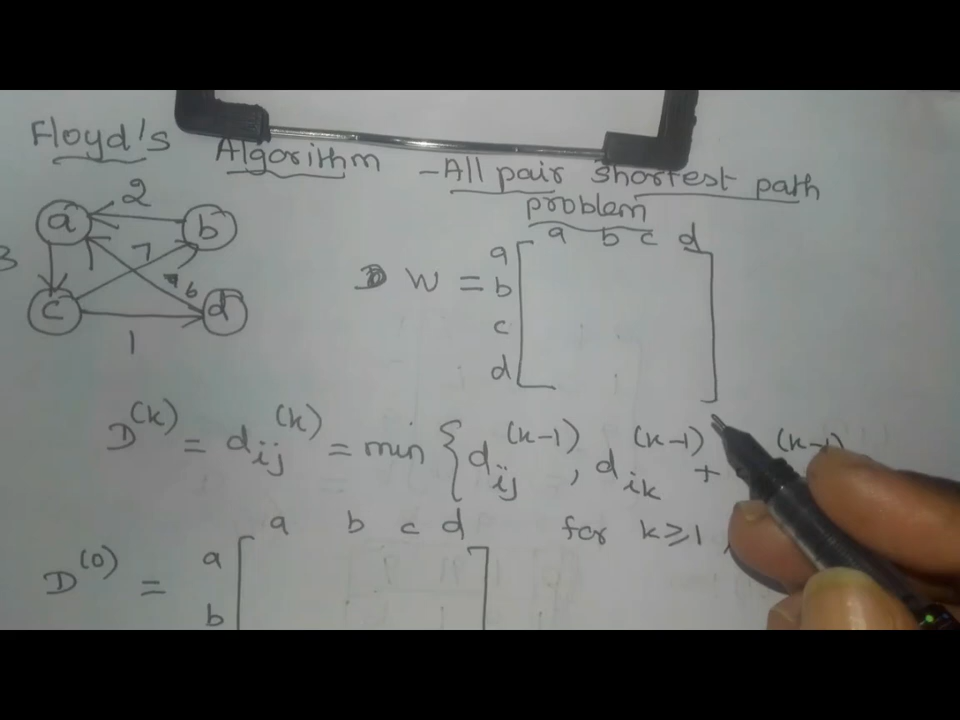 Floyd's Algorithm - All pair shortest path
problem
2
a b
3 7 6
c d
1
a b c d
W = a
b
c
d
D(k) = dij(k) = min { dij(k-1), dik(k-1) + (k-1)
for k≥1
a b c d
D(0) = a
b